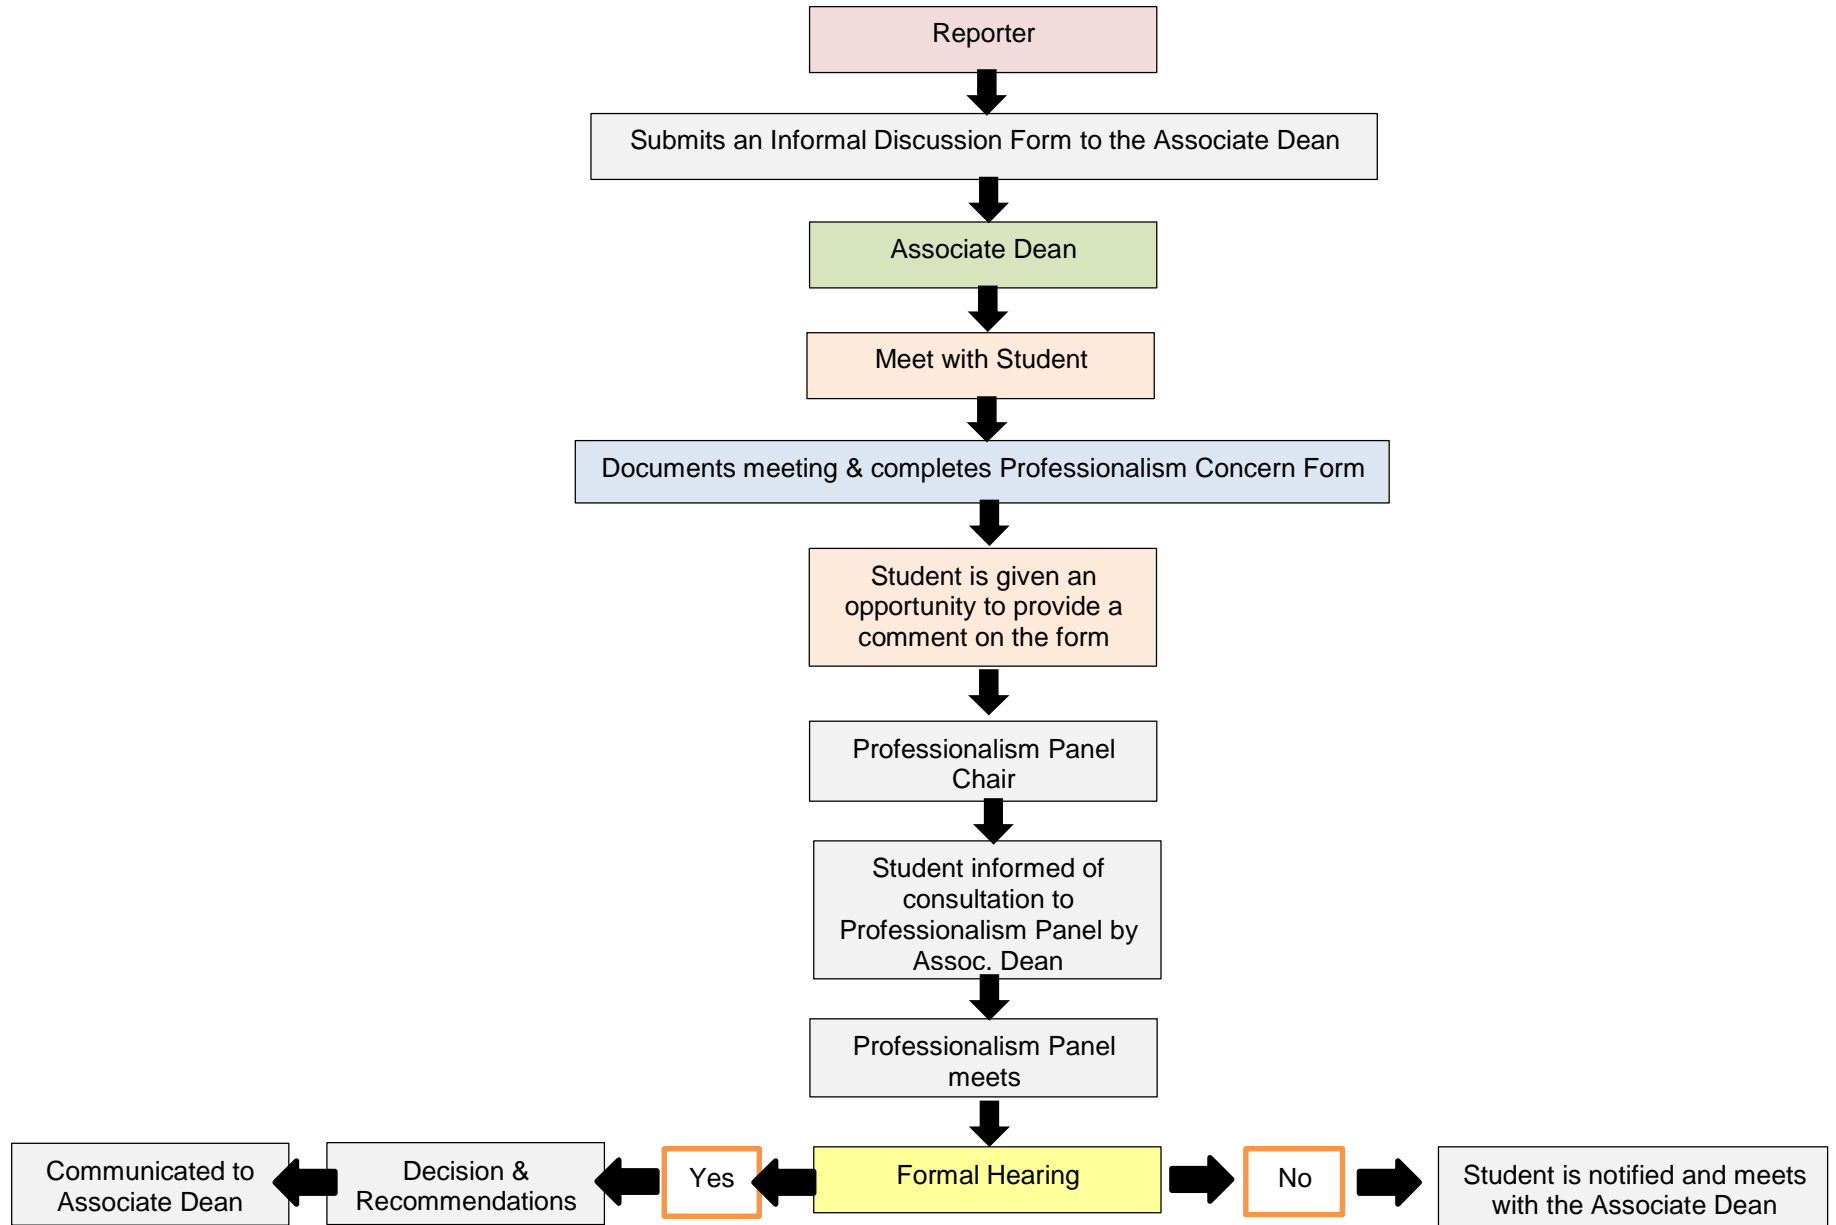 Reporter
Submits an Informal Discussion Form to the Associate Dean
Associate Dean
Meet with Student
Documents meeting & completes Professionalism Concern Form
Student is given an
opportunity to provide a
comment on the form
Professionalism Panel
Chair
Student informed of
consultation to
Professionalism Panel by
Assoc. Dean
Professionalism Panel
meets
Communicated to
Associate Dean
Decision &
Recommendations
Yes
Formal Hearing
No
Student is notified and meets
with the Associate Dean